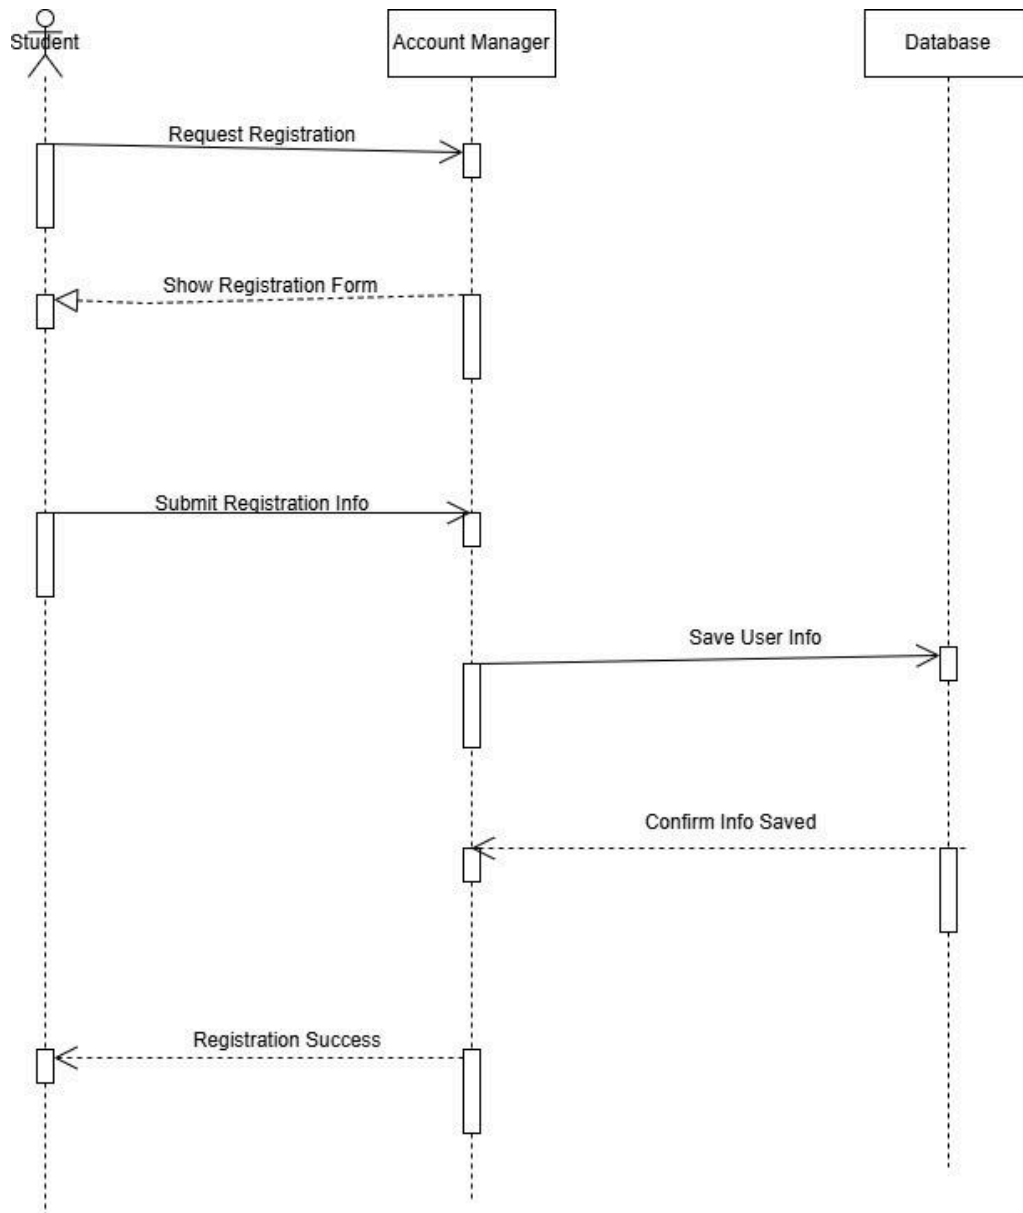 Student
Account Manager
Database
Request Registration
Show Registration Form
Submit Registration Info
Save User Info
Confirm Info Saved
Registration Success